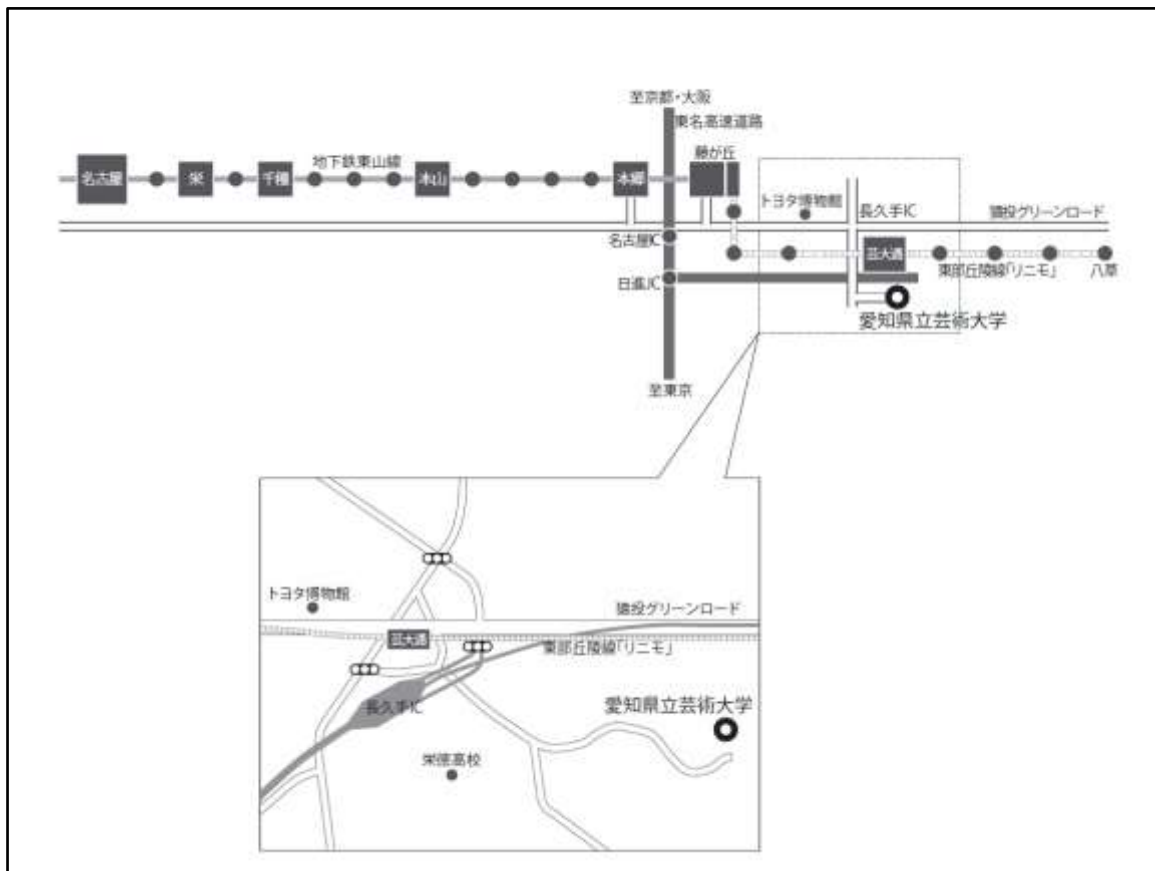 至京都・大阪
東名高速道路
地下鉄東山線
藤が丘
名古屋
栄
千種
本山
本郷
トヨタ博物館
長久手IC
猿投グリーンロード
名古屋IC
芸大通
東部丘陵線「リニモ」
八草
日進JC
愛知県立芸術大学
至東京
トヨタ博物館
猿投グリーンロード
芸大通
東部丘陵線「リニモ」
長久手IC
愛知県立芸術大学
栄徳高校